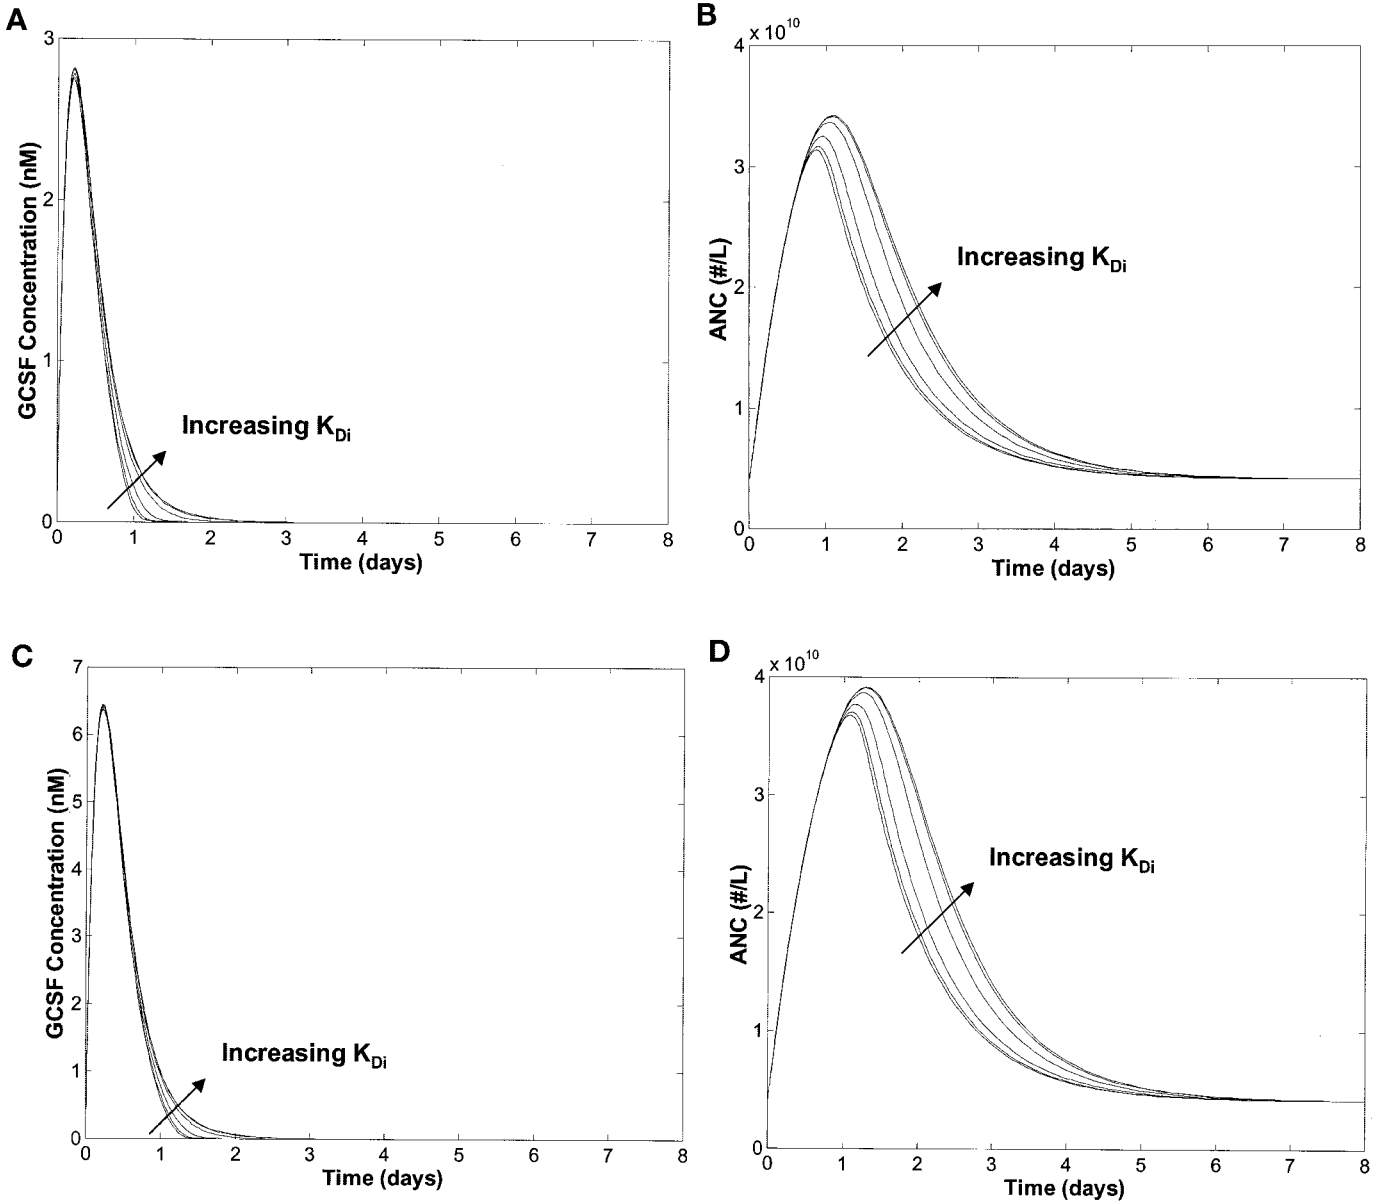 A
3
2
1
0
GCSF Concentration (nM)
Increasing K_Di
0 1 2 3 4 5 6 7 8
Time (days)
B
4 x 10^10
3
2
1
0
ANC (#/L)
Increasing K_Di
0 1 2 3 4 5 6 7 8
Time (days)
C
7
6
5
4
3
2
1
0
GCSF Concentration (nM)
Increasing K_Di
0 1 2 3 4 5 6 7 8
Time (days)
D
4 x 10^10
3
2
1
0
ANC (#/L)
Increasing K_Di
0 1 2 3 4 5 6 7 8
Time (days)